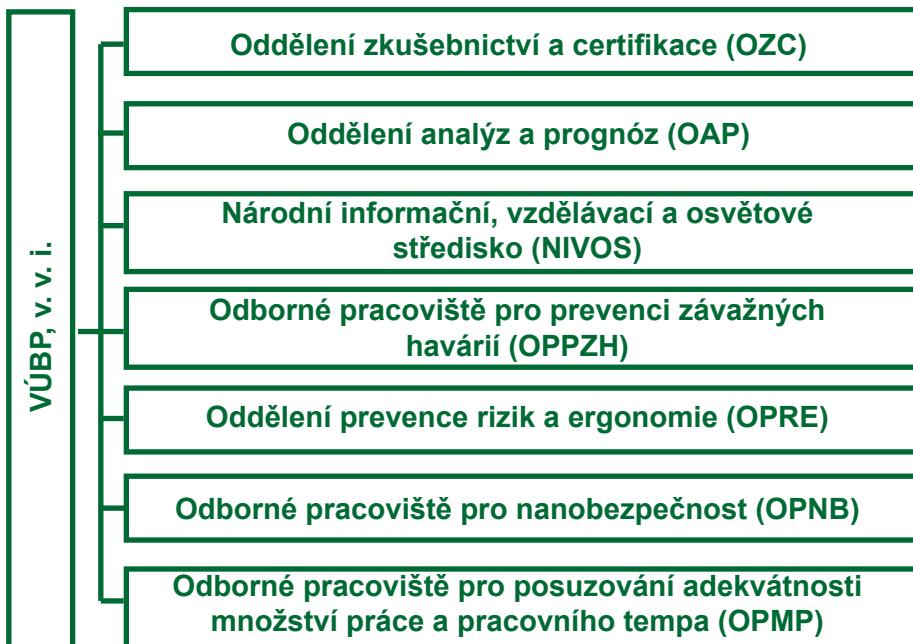 VÚBP, v. v. i.
Oddělení zkušebnictví a certifikace (OZC)
Oddělení analýz a prognóz (OAP)
Národní informační, vzdělávací a osvětové
středisko (NIVOS)
Odborné pracoviště pro prevenci závažných
havárií (OPPZH)
Oddělení prevence rizik a ergonomie (OPRE)
Odborné pracoviště pro nanobezpečnost (OPNB)
Odborné pracoviště pro posuzování adekvátnosti
množství práce a pracovního tempa (OPMP)